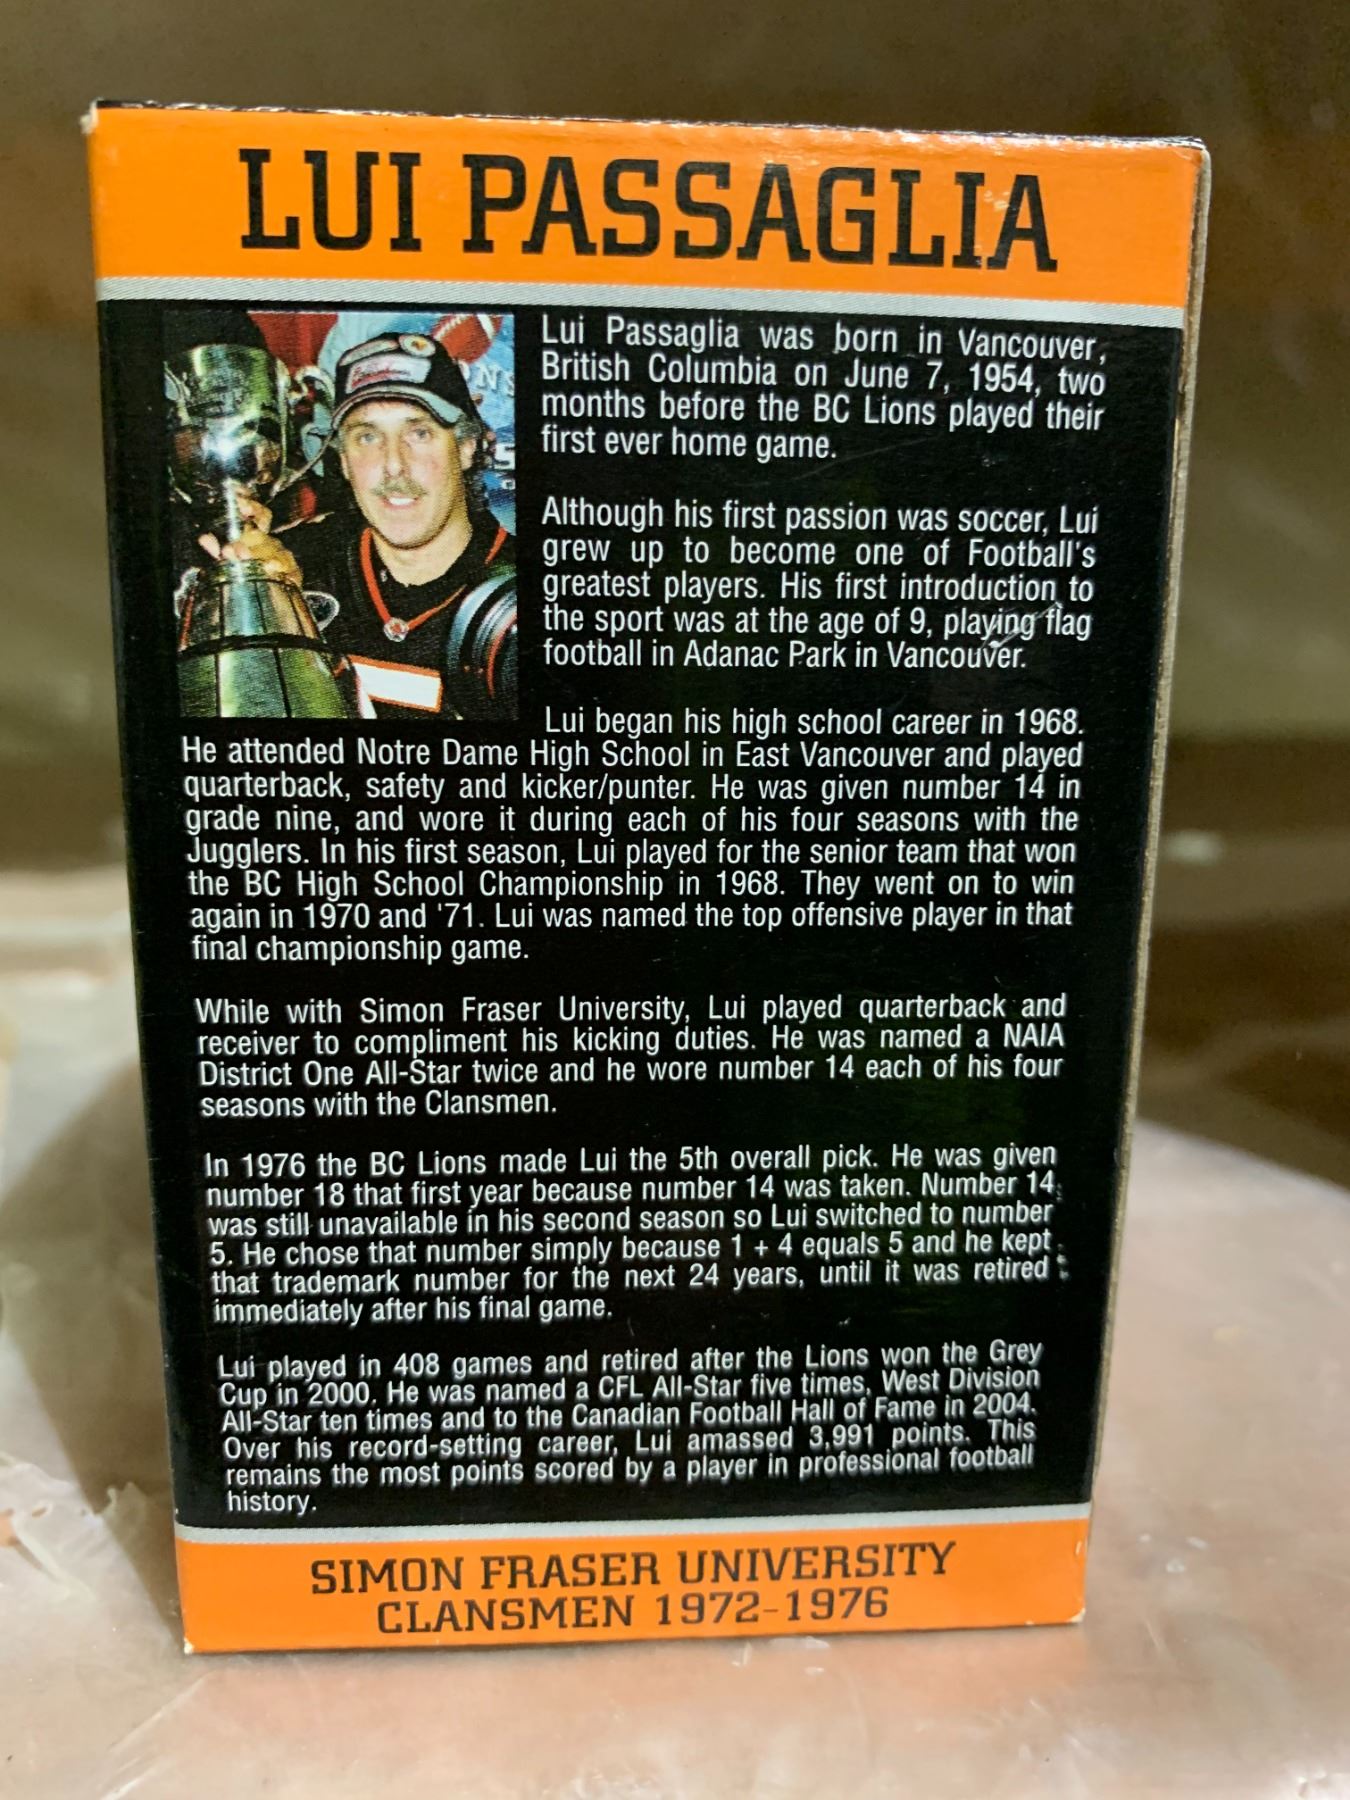 LUI PASSAGLIA
Lui Passaglia was born in Vancouver,
British Columbia on June 7, 1954, two
months before the BC Lions played their
first ever home game.
Although his first passion was soccer, Lui
grew up to become one of Football's
greatest players. His first introduction to
the sport was at the age of 9, playing flag
football in Adanac Park in Vancouver.
Lui began his high school career in 1968.
He attended Notre Dame High School in East Vancouver and played
quarterback, safety and kicker/punter. He was given number 14 in
grade nine, and wore it during each of his four seasons with the
Jugglers. In his first season, Lui played for the senior team that won
the BC High School Championship in 1968. They went on to win
again in 1970 and '71. Lui was named the top offensive player in that
final championship game.
While with Simon Fraser University, Lui played quarterback and
receiver to compliment his kicking duties. He was named a NAIA
District One All-Star twice and he wore number 14 each of his four
seasons with the Clansmen.
In 1976 the BC Lions made Lui the 5th overall pick. He was given
number 18 that first year because number 14 was taken. Number 14
was still unavailable in his second season so Lui switched to number
5. He chose that number simply because 1 + 4 equals 5 and he kept
that trademark number for the next 24 years, until it was retired
immediately after his final game.
Lui played in 408 games and retired after the Lions won the Grey
Cup in 2000. He was named a CFL All-Star five times, West Division
All-Star ten times and to the Canadian Football Hall of Fame in 2004.
Over his record-setting career, Lui amassed 3,991 points. This
remains the most points scored by a player in professional football
history.
SIMON FRASER UNIVERSITY
CLANSMEN 1972-1976